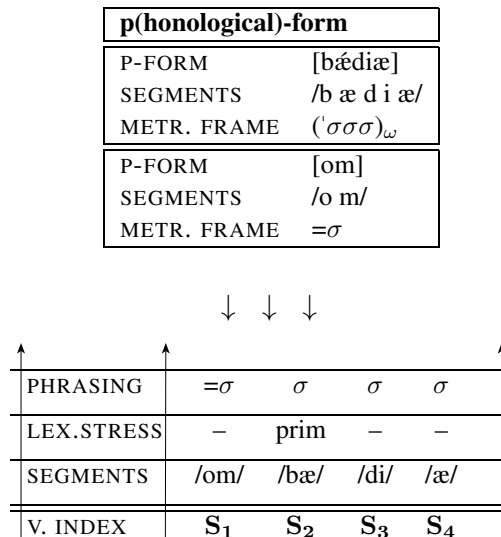 p(honological)-form
P-FORM [bǽdiæ]
SEGMENTS /b æ d i æ/
METR. FRAME (ˈσσσ)ω
P-FORM [om]
SEGMENTS /o m/
METR. FRAME =σ
↓ ↓ ↓
PHRASING =σ σ σ σ
LEX.STRESS – prim – –
SEGMENTS /om/ /bæ/ /di/ /æ/
V. INDEX S1 S2 S3 S4